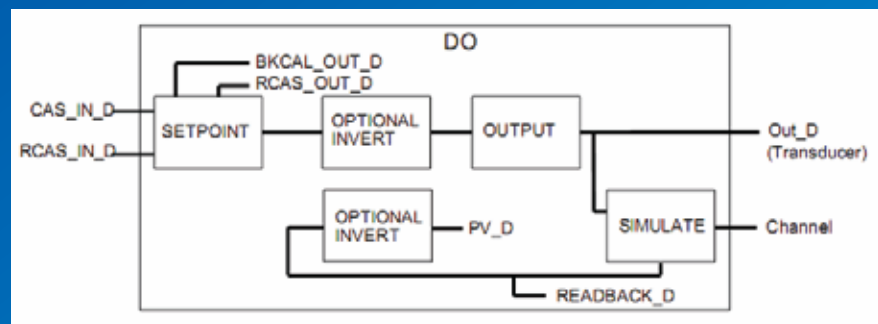 DO
BKCAL_OUT_D
RCAS_OUT_D
CAS_IN_D
RCAS_IN_D
SETPOINT
OPTIONAL
INVERT
OUTPUT
Out_D
(Transducer)
OPTIONAL
INVERT
PV_D
SIMULATE
Channel
READBACK_D